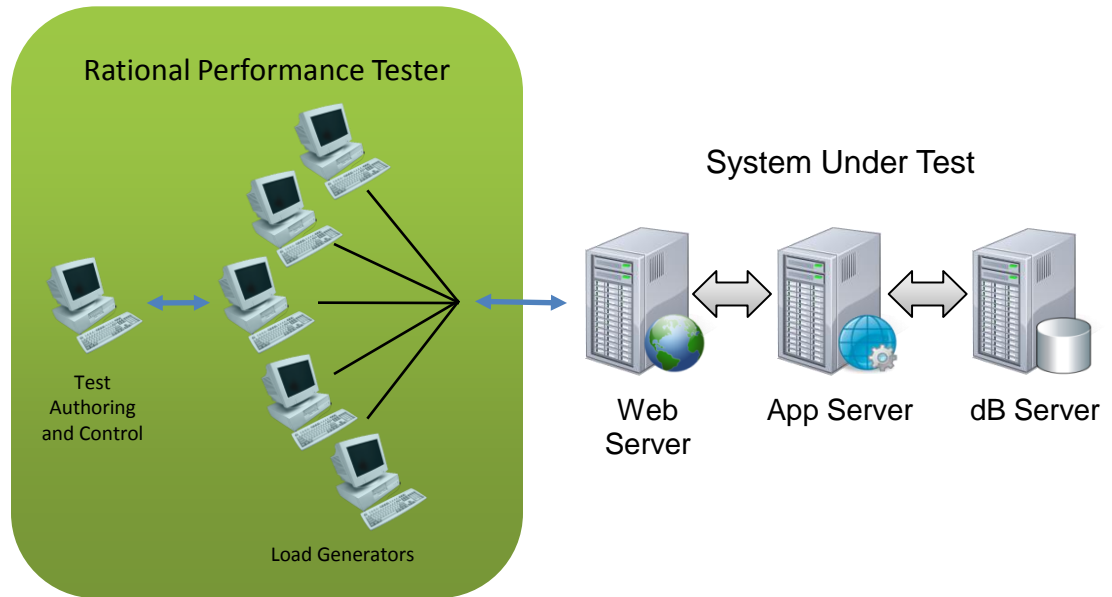 Rational Performance Tester
Test
Authoring
and Control
Load Generators
System Under Test
Web
Server
App Server
dB Server